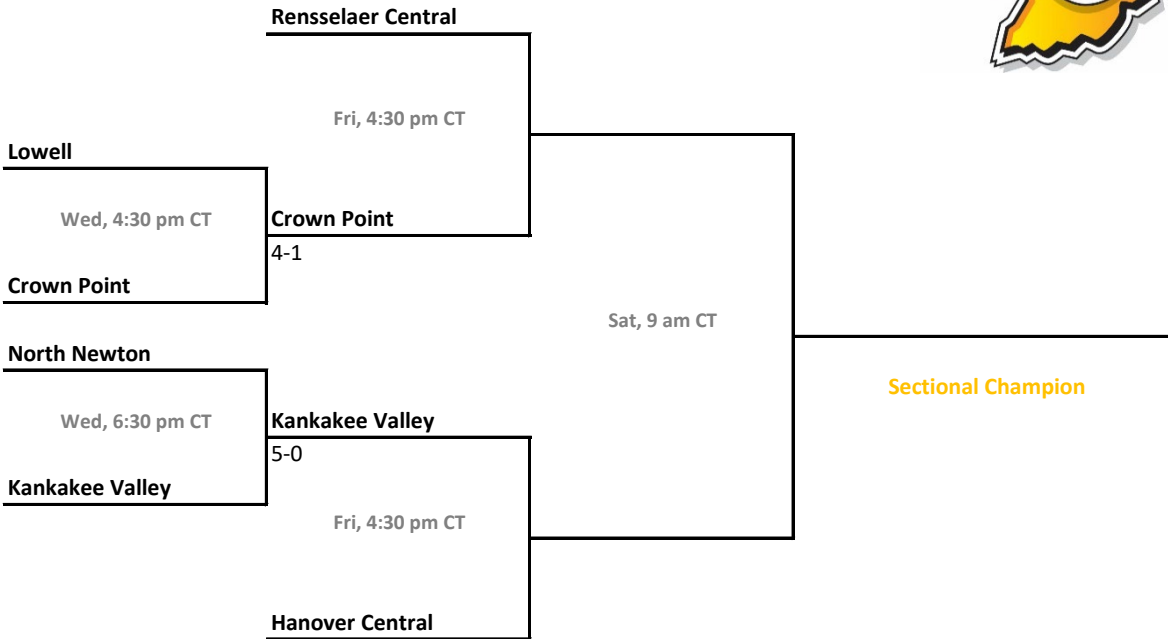 Rensselaer Central
Fri, 4:30 pm CT
Lowell
Wed, 4:30 pm CT
Crown Point
4-1
Crown Point
Sat, 9 am CT
North Newton
Sectional Champion
Wed, 6:30 pm CT
Kankakee Valley
5-0
Kankakee Valley
Fri, 4:30 pm CT
Hanover Central